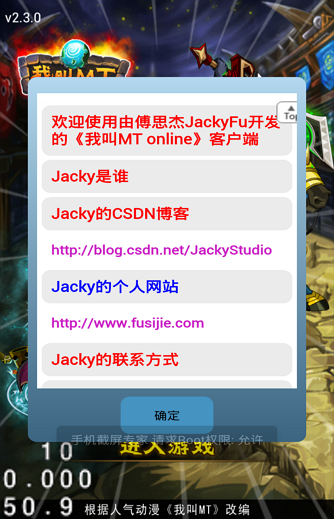 v2.3.0
我叫MT
Top
欢迎使用由傅思杰JackyFu开发
的《我叫MT online》客户端
Jacky是谁
Jacky的CSDN博客
http://blog.csdn.net/JackyStudio
Jacky的个人网站
http://www.fusijie.com
Jacky的联系方式
确定
手机截屏专家 请求Root权限: 允许
进入游戏
10
0.000
50.9
根据人气动漫《我叫MT》改编